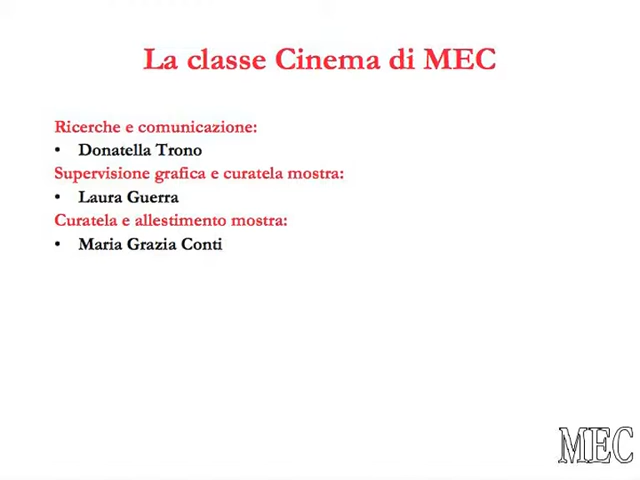 La classe Cinema di MEC
Ricerche e comunicazione:
• Donatella Trono
Supervisione grafica e curatela mostra:
• Laura Guerra
Curatela e allestimento mostra:
• Maria Grazia Conti
MEC